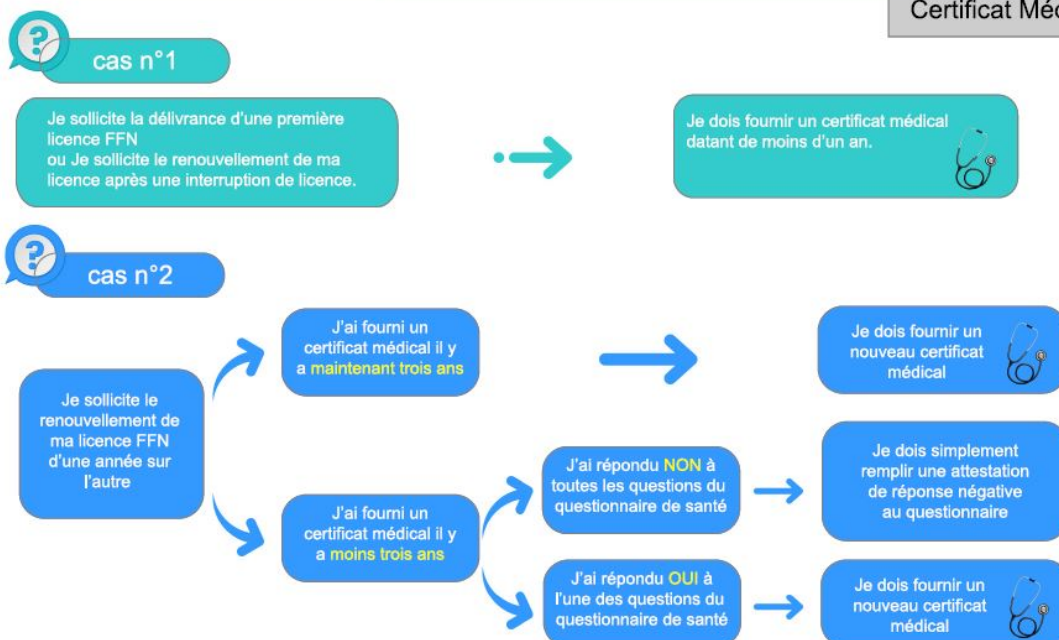 Certificat Méd
?
cas n°1
Je sollicite la délivrance d'une première
licence FFN
ou Je sollicite le renouvellement de ma
licence après une interruption de licence.
Je dois fournir un certificat médical
datant de moins d'un an.
?
cas n°2
Je sollicite le
renouvellement de
ma licence FFN
d'une année sur
l'autre
J'ai fourni un
certificat médical il y
a maintenant trois ans
Je dois fournir un
nouveau certificat
médical
J'ai fourni un
certificat médical il y
a moins trois ans
J'ai répondu NON à
toutes les questions du
questionnaire de santé
Je dois simplement
remplir une attestation
de réponse négative
au questionnaire
J'ai répondu OUI à
l'une des questions du
questionnaire de santé
Je dois fournir un
nouveau certificat
médical